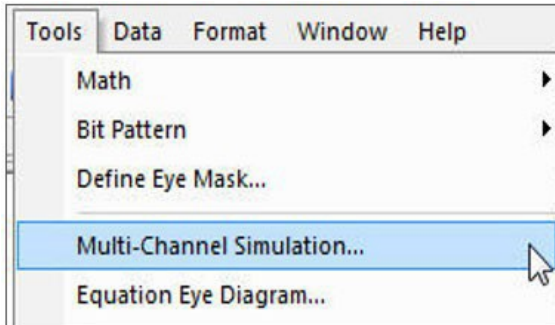 Tools Data Format Window Help
Math
Bit Pattern
Define Eye Mask...
Multi-Channel Simulation...
Equation Eye Diagram...